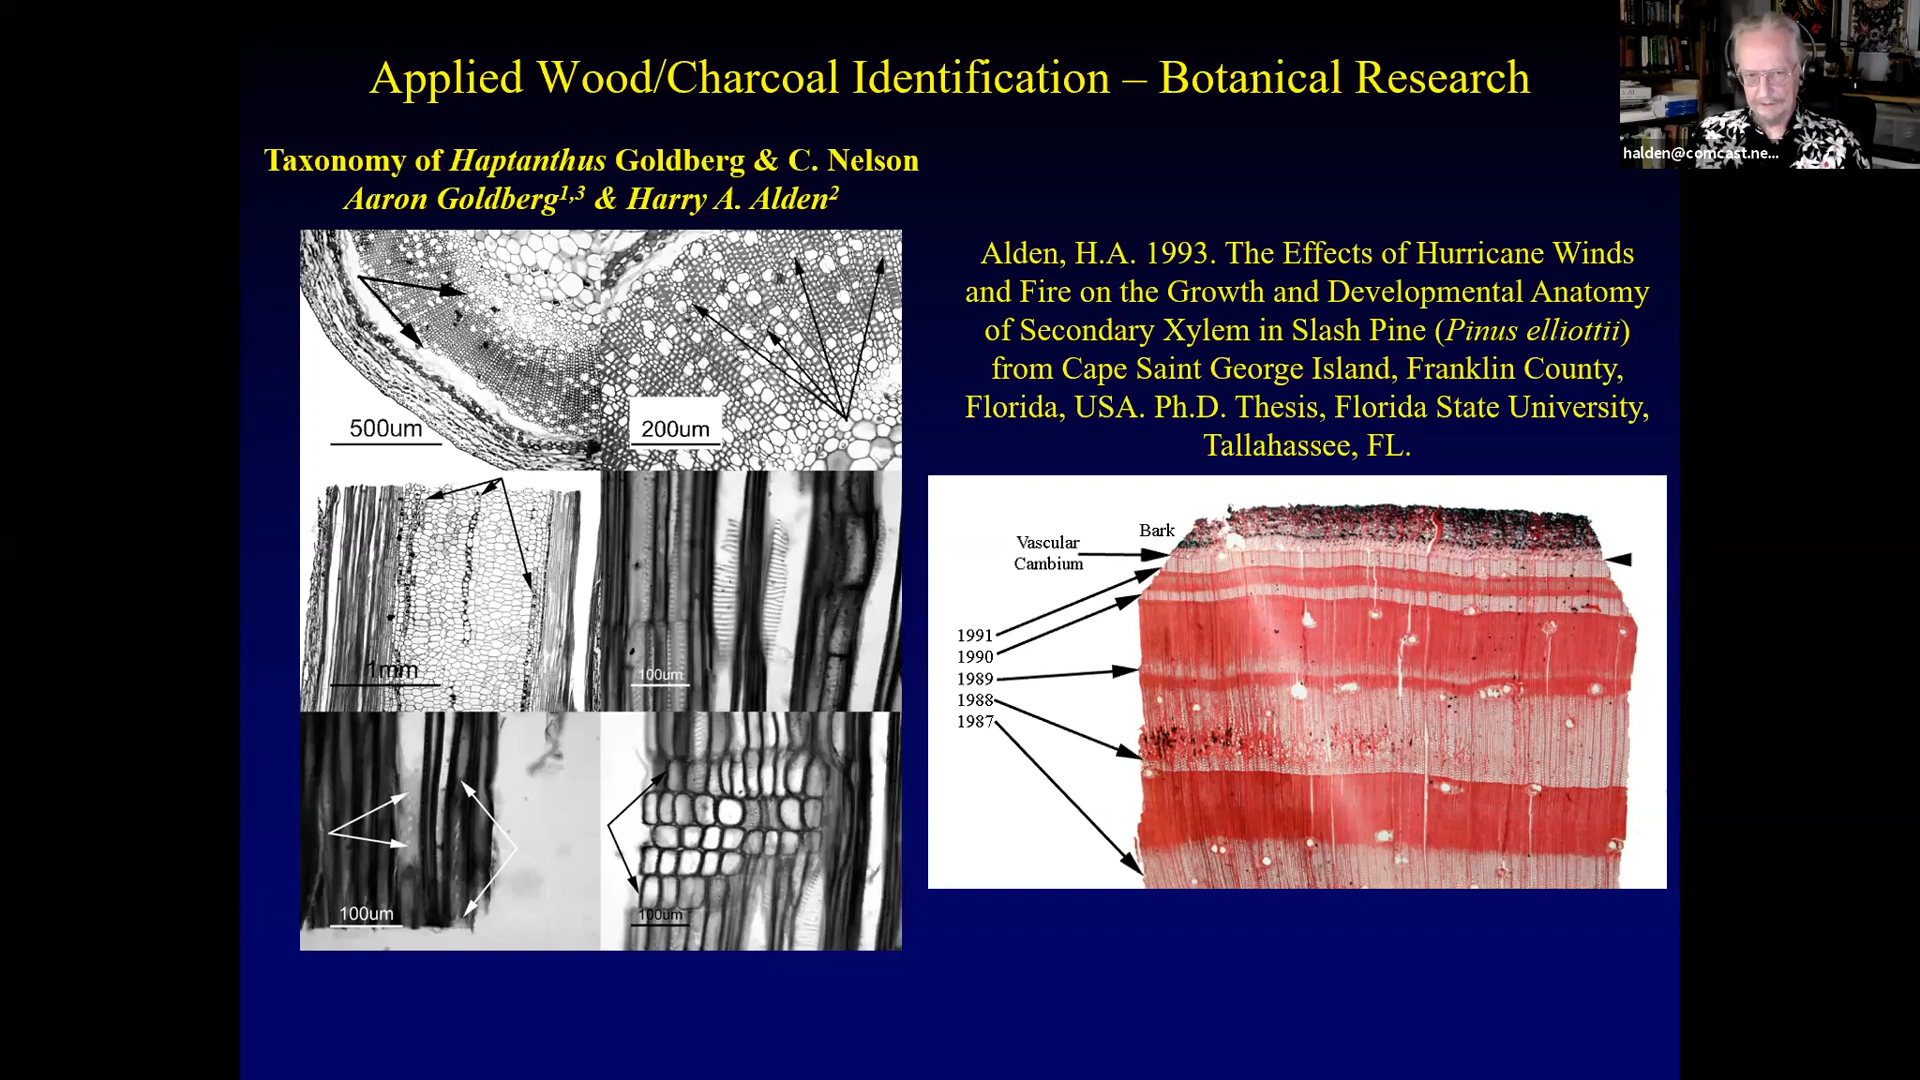 Applied Wood/Charcoal Identification – Botanical Research
halden@comcast.ne...
Taxonomy of Haptanthus Goldberg & C. Nelson
Aaron Goldberg1,3 & Harry A. Alden2
500um
200um
1mm
100um
100um
100um
Alden, H.A. 1993. The Effects of Hurricane Winds
and Fire on the Growth and Developmental Anatomy
of Secondary Xylem in Slash Pine (Pinus elliottii)
from Cape Saint George Island, Franklin County,
Florida, USA. Ph.D. Thesis, Florida State University,
Tallahassee, FL.
Bark
Vascular
Cambium
1991
1990
1989
1988
1987